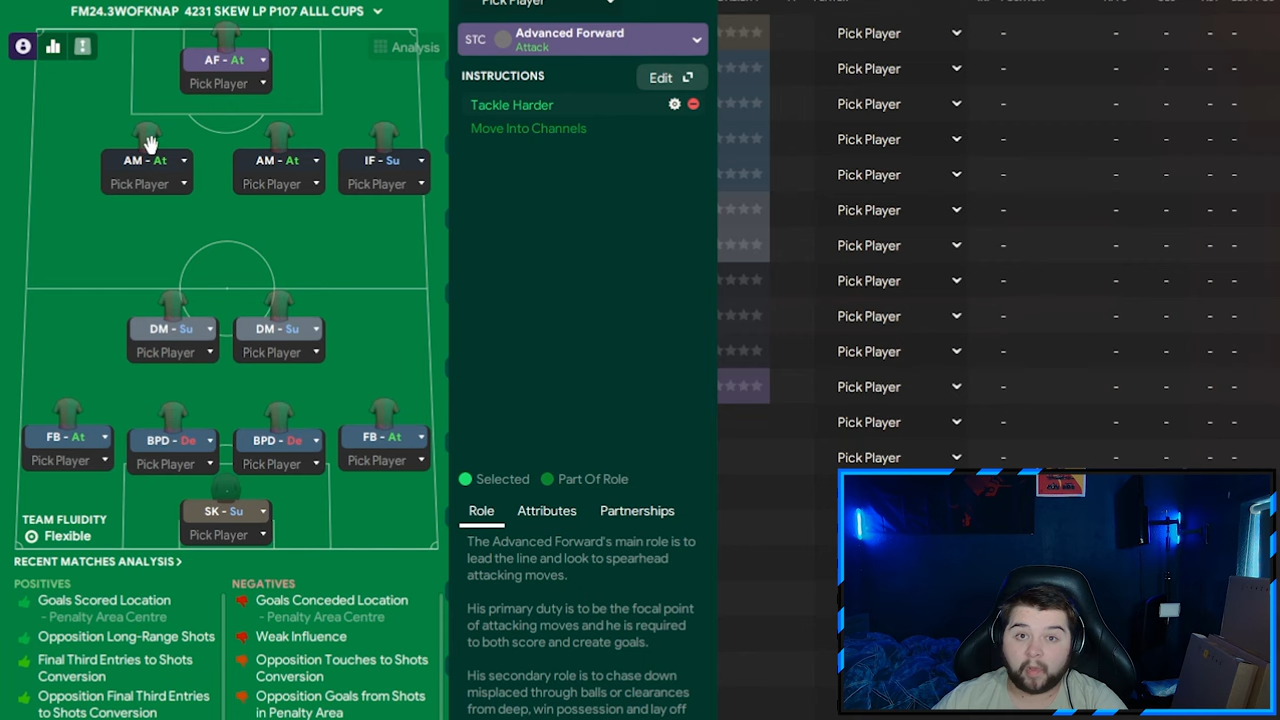 FM24.3WOFKNAP 4231 SKEW LP P107 ALLL CUPS
Analysis
AF - At
Pick Player
AM - At
Pick Player
AM - At
Pick Player
IF - Su
Pick Player
DM - Su
Pick Player
DM - Su
Pick Player
FB - At
Pick Player
BPD - De
Pick Player
BPD - De
Pick Player
FB - At
Pick Player
SK - Su
Pick Player
TEAM FLUIDITY
Flexible
RECENT MATCHES ANALYSIS >
POSITIVES
Goals Scored Location
- Penalty Area Centre
Opposition Long-Range Shots
Final Third Entries to Shots
Conversion
Opposition Final Third Entries
to Shots Conversion
NEGATIVES
Goals Conceded Location
- Penalty Area Centre
Weak Influence
Opposition Touches to Shots
Conversion
Opposition Goals from Shots
in Penalty Area
Pick Player
STC
Advanced Forward
Attack
INSTRUCTIONS
Edit
Tackle Harder
Move Into Channels
Selected
Part Of Role
Role
Attributes
Partnerships
The Advanced Forward's main role is to
lead the line and look to spearhead
attacking moves.
His primary duty is to be the focal point
of attacking moves and he is required
to both score and create goals.
His secondary role is to chase down
misplaced through balls or clearances
from deep, win possession and lay off
Pick Player - - - - -
Pick Player - - - - -
Pick Player - - - - -
Pick Player - - - - -
Pick Player - - - - -
Pick Player - - - - -
Pick Player - - - - -
Pick Player - - - - -
Pick Player - - - - -
Pick Player - - - - -
Pick Player - - - - -
Pick Player - - - - -
Pick Player - - - - -